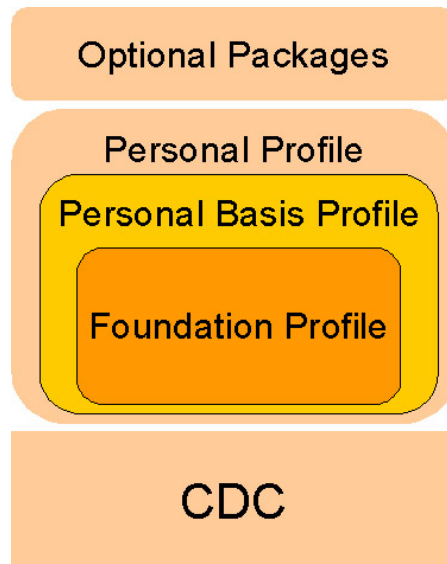 Optional Packages
Personal Profile
Personal Basis Profile
Foundation Profile
CDC